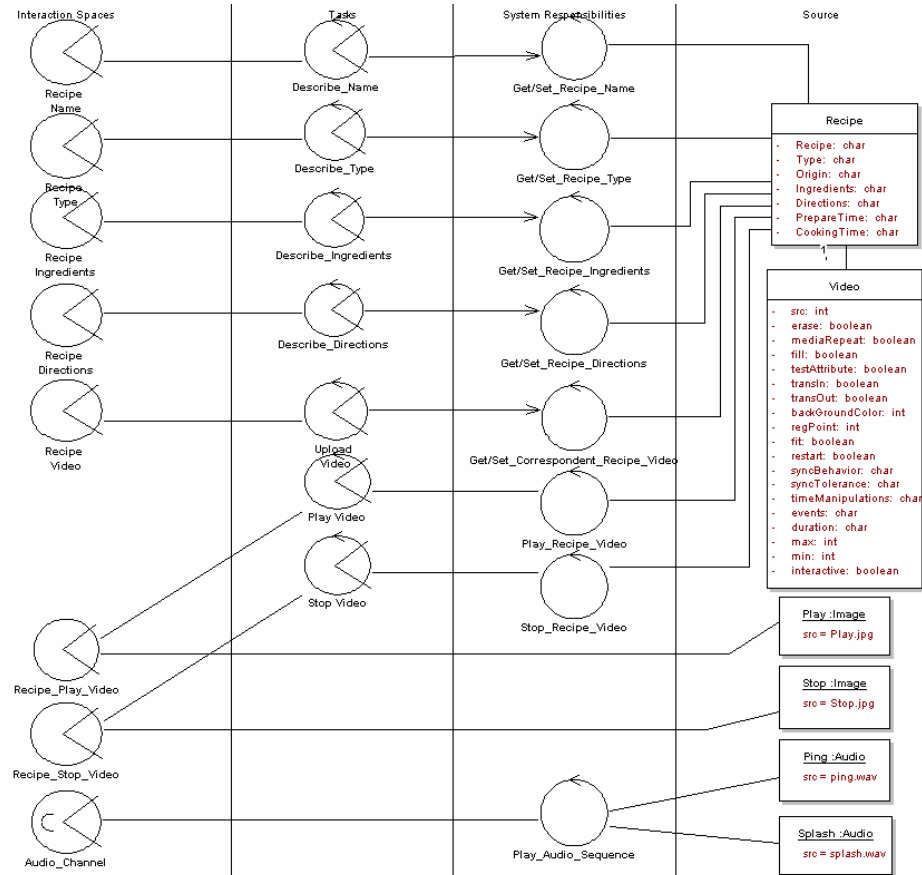 Interaction Spaces
Tasks
System Responsibilities
Source
Recipe
Name
Describe_Name
Get/Set_Recipe_Name
Recipe
Type
Describe_Type
Get/Set_Recipe_Type
Recipe
Ingredients
Describe_Ingredients
Get/Set_Recipe_Ingredients
Recipe
Directions
Describe_Directions
Get/Set_Recipe_Directions
Recipe
Video
Upload
Video
Get/Set_Correspondent_Recipe_Video
Play Video
Play_Recipe_Video
Stop Video
Stop_Recipe_Video
Recipe_Play_Video
Recipe_Stop_Video
Audio_Channel
Play_Audio_Sequence
Recipe
- Recipe: char
- Type: char
- Origin: char
- Ingredients: char
- Directions: char
- PrepareTime: char
- CookingTime: char
1
Video
- src: int
- erase: boolean
- mediaRepeat: boolean
- fill: boolean
- testAttribute: boolean
- transIn: boolean
- transOut: boolean
- backGroundColor: int
- regPoint: int
- fit: boolean
- restart: boolean
- syncBehavior: char
- syncTolerance: char
- timeManipulations: char
- events: char
- duration: char
- max: int
- min: int
- interactive: boolean
Play :Image
src = Play.jpg
Stop :Image
src = Stop.jpg
Ping :Audio
src = ping.wav
Splash :Audio
src = splash.wav